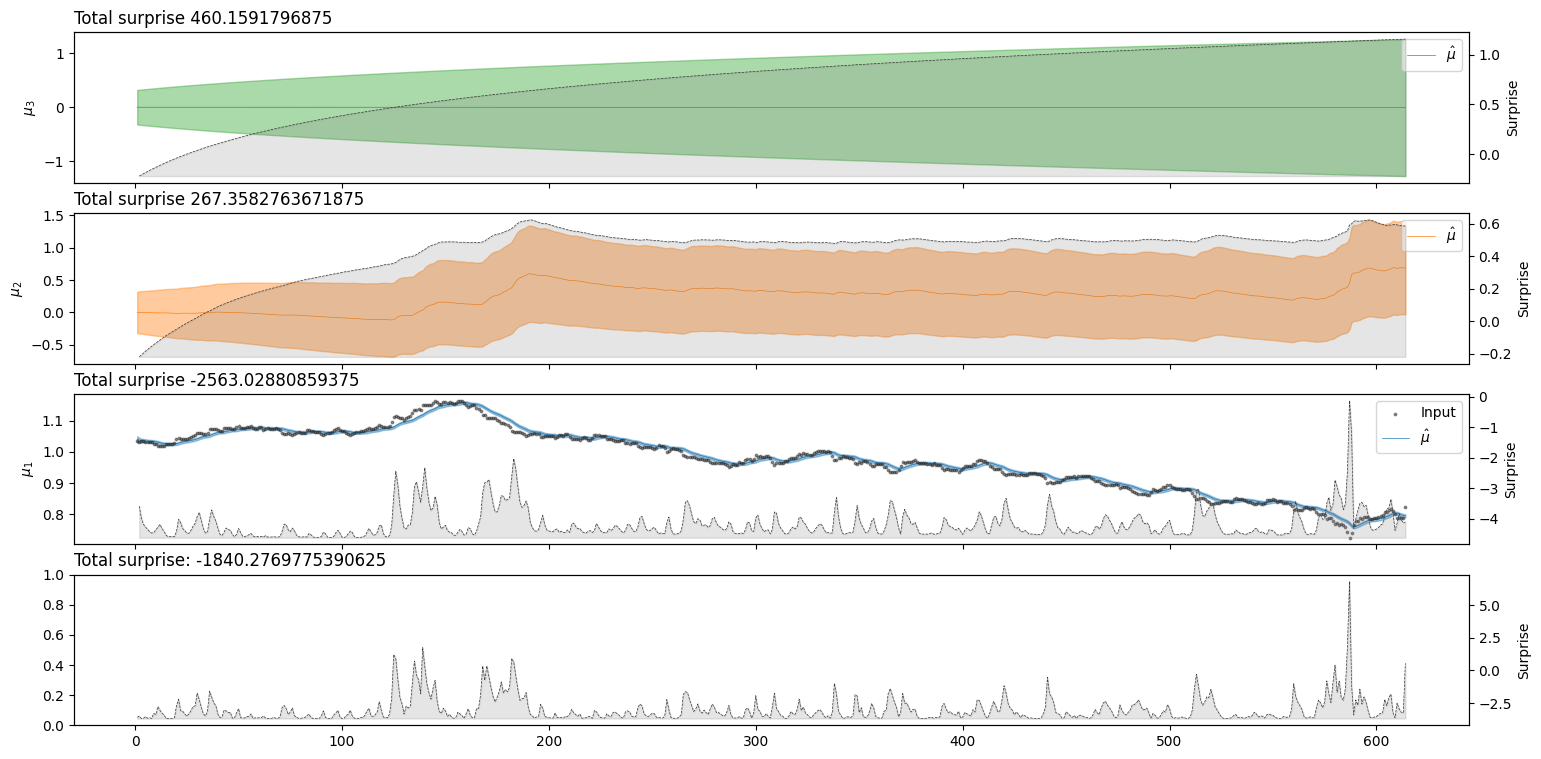 Total surprise 460.1591796875
1
0
−1
μ3
1.0
0.5
0.0
Surprise
μ̂
Total surprise 267.3582763671875
1.5
1.0
0.5
0.0
−0.5
μ2
0.6
0.4
0.2
0.0
−0.2
Surprise
μ̂
Total surprise -2563.02880859375
1.1
1.0
0.9
0.8
μ1
0
−1
−2
−3
−4
Surprise
Input
μ̂
Total surprise: -1840.2769775390625
1.0
0.8
0.6
0.4
0.2
0.0
5.0
2.5
0.0
−2.5
Surprise
0 100 200 300 400 500 600